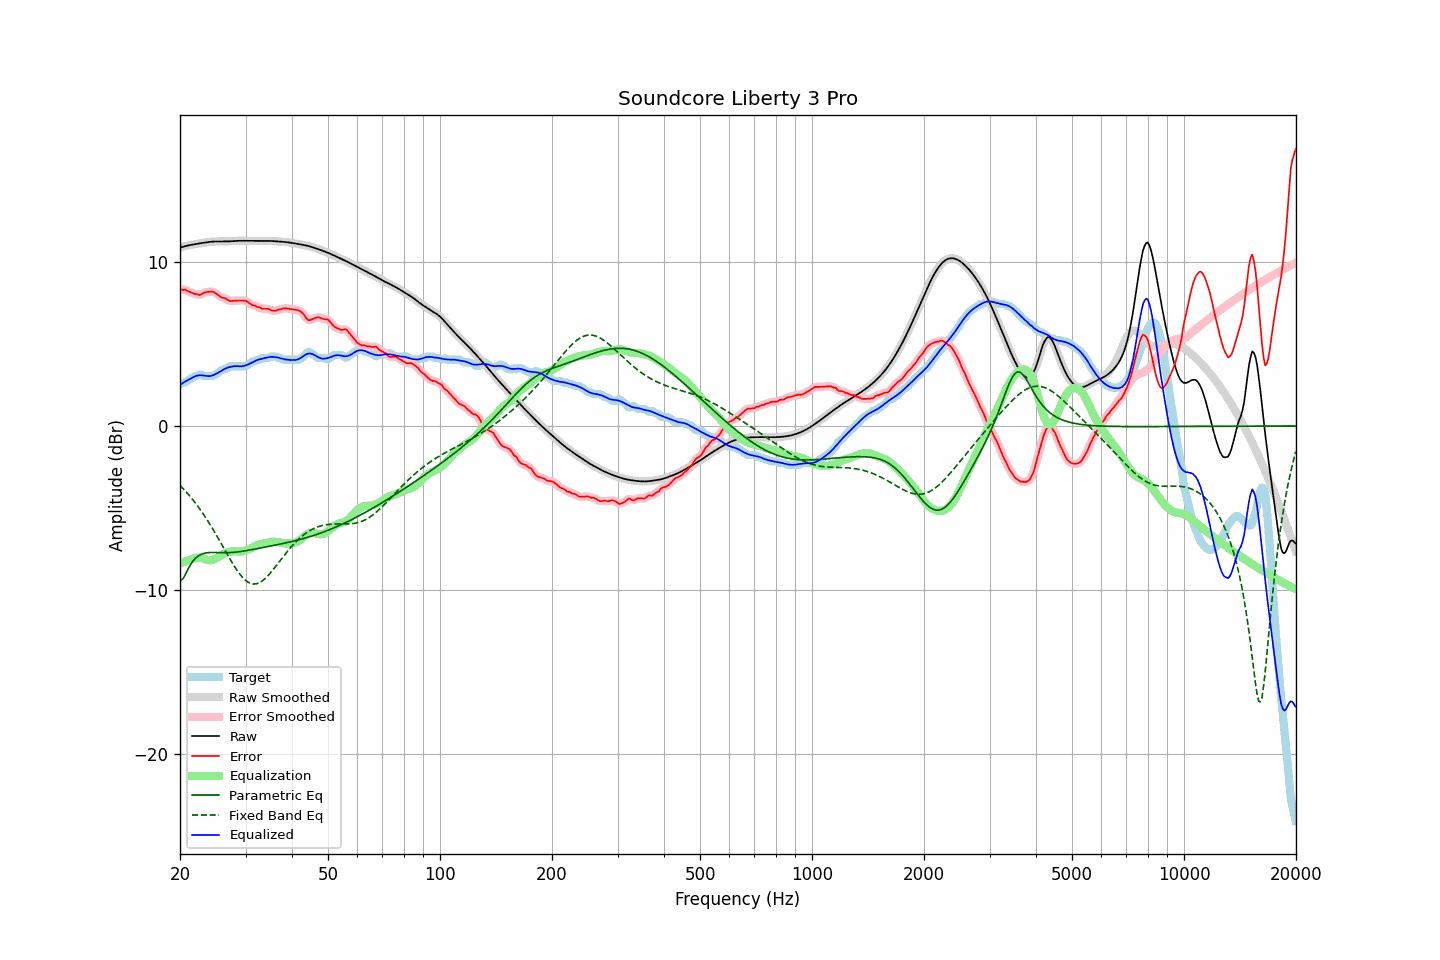 Soundcore Liberty 3 Pro
Amplitude (dBr)
10
0
−10
−20
Target
Raw Smoothed
Error Smoothed
Raw
Error
Equalization
Parametric Eq
Fixed Band Eq
Equalized
20 50 100 200 500 1000 2000 5000 10000 20000
Frequency (Hz)